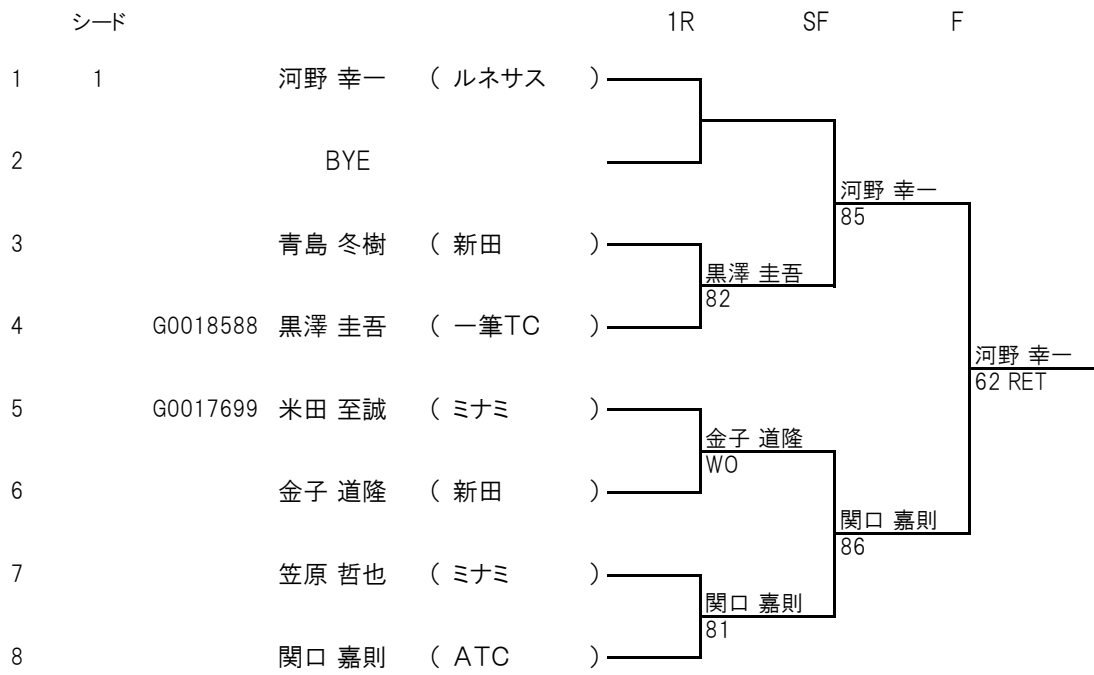 シード 1R SF F
1 1 河野 幸一 ( ルネサス )
2 BYE
河野 幸一
85
3 青島 冬樹 ( 新田 )
黒澤 圭吾
82
4 G0018588 黒澤 圭吾 ( 一筆TC )
河野 幸一
62 RET
5 G0017699 米田 至誠 ( ミナミ )
金子 道隆
WO
6 金子 道隆 ( 新田 )
関口 嘉則
86
7 笠原 哲也 ( ミナミ )
関口 嘉則
81
8 関口 嘉則 ( ATC )